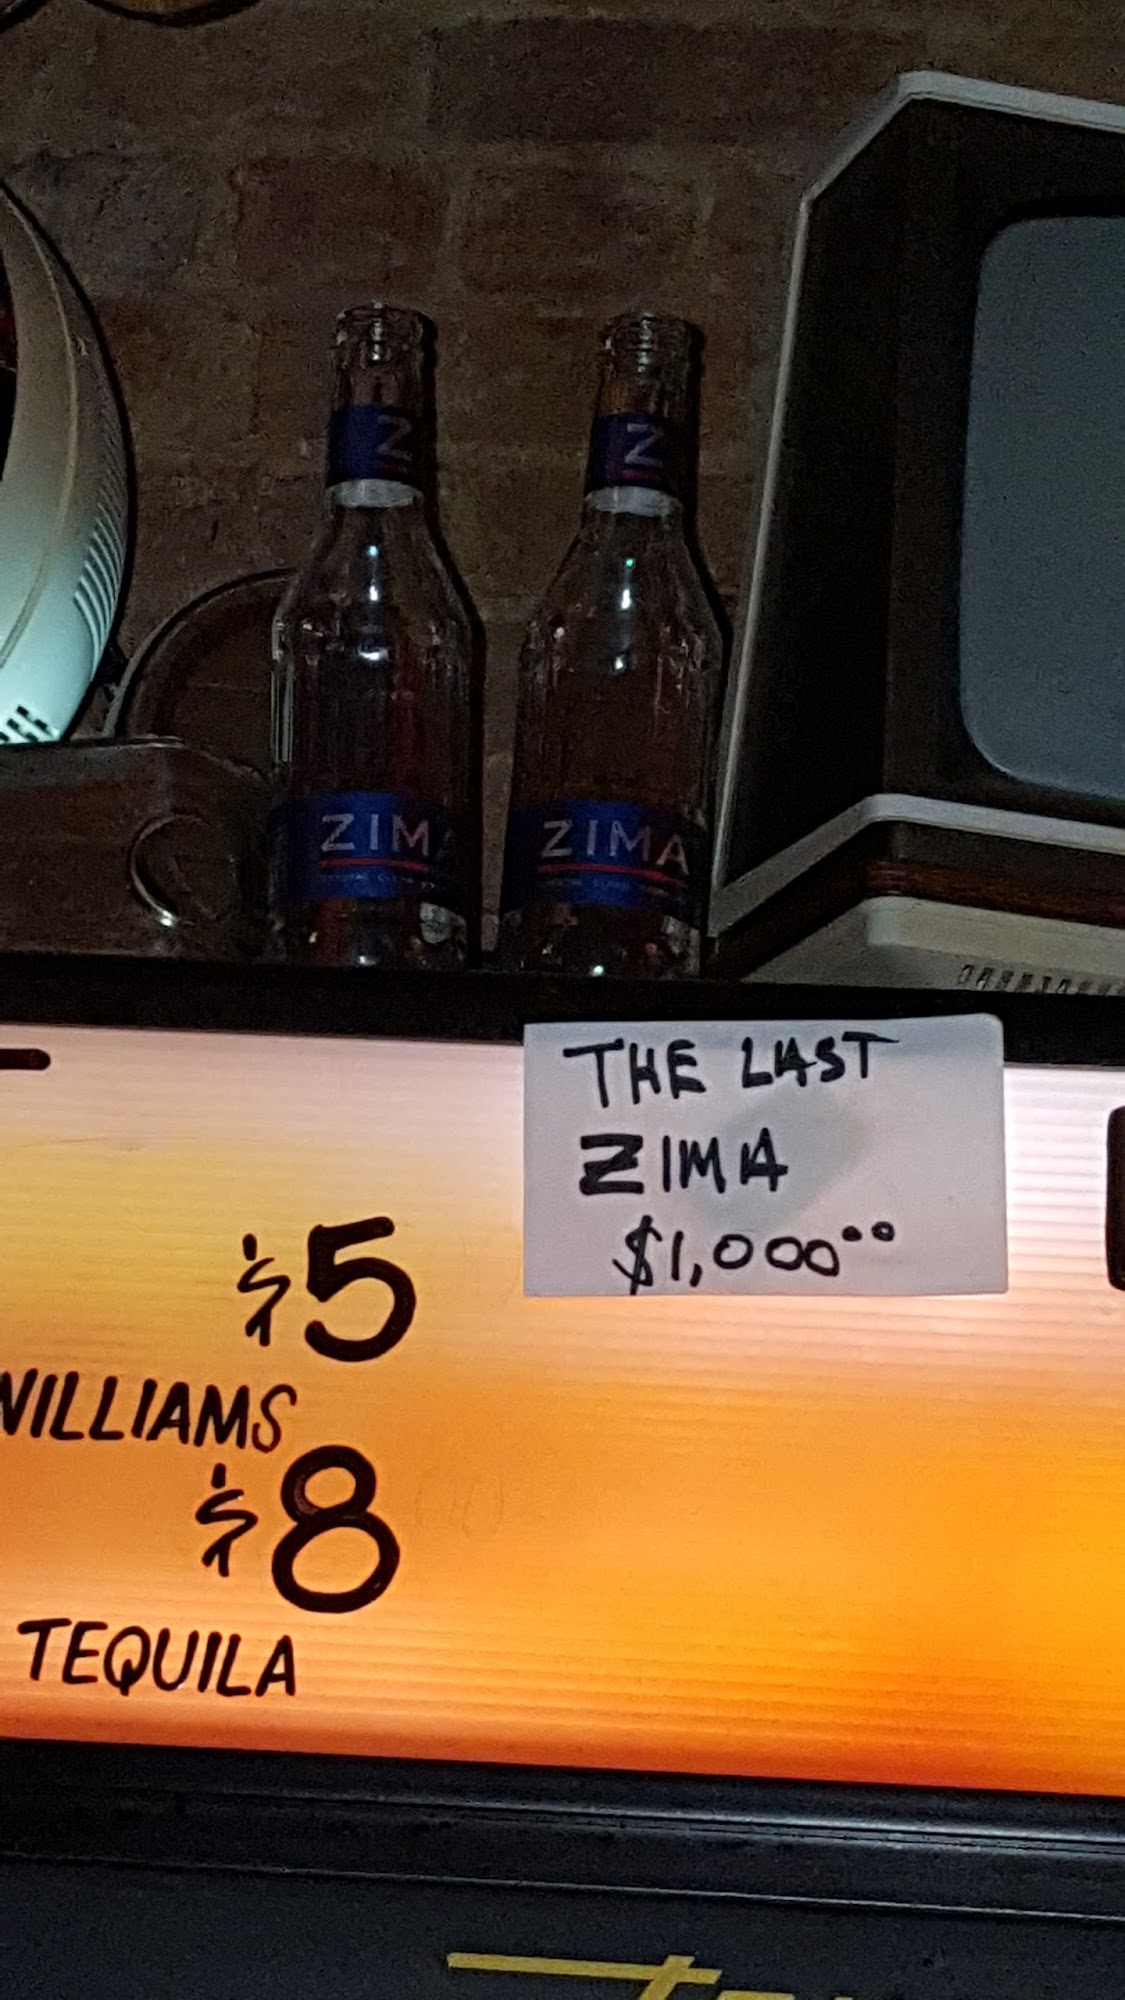 Z
Z
ZIMA
ZIMA
THE LAST
ZIMA
$1,000⁰⁰
$5
WILLIAMS
$8
TEQUILA